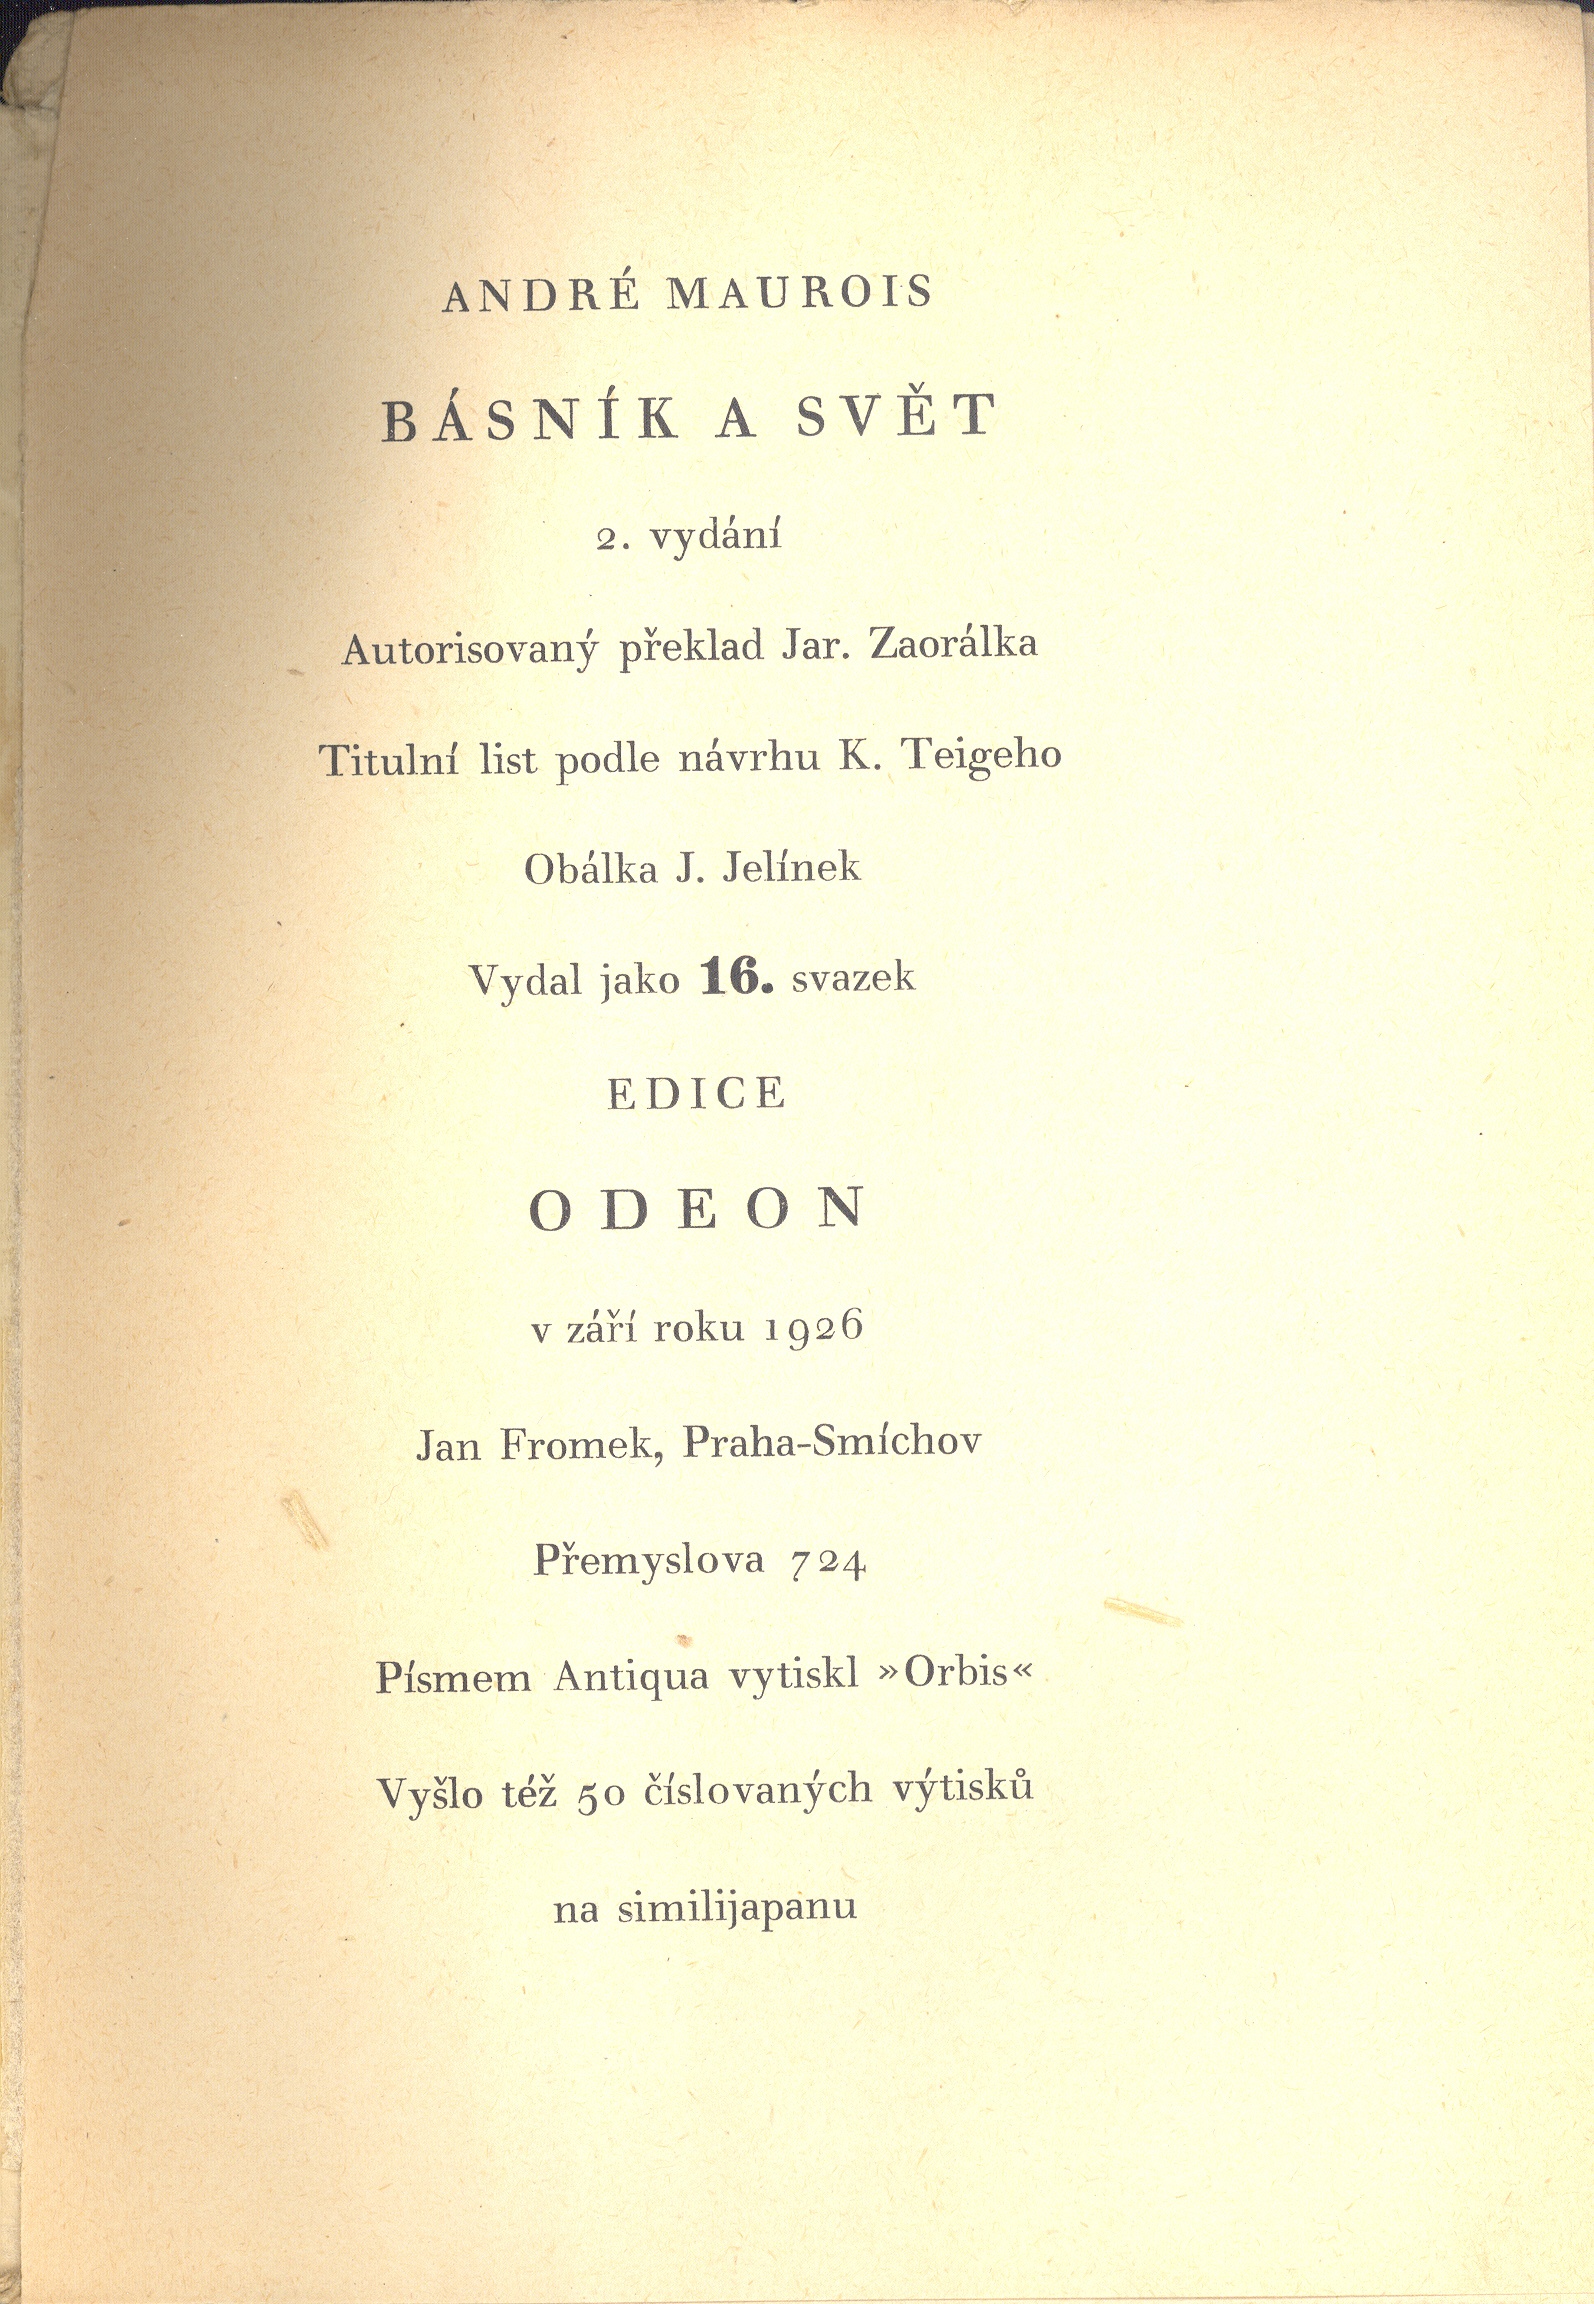 ANDRÉ MAUROIS
BÁSNÍK A SVĚT
2. vydání
Autorisovaný překlad Jar. Zaorálka
Titulní list podle návrhu K. Teigeho
Obálka J. Jelínek
Vydal jako 16. svazek
EDICE
ODEON
v září roku 1926
Jan Fromek, Praha-Smíchov
Přemyslova 724
Písmem Antiqua vytiskl »Orbis«
Vyšlo též 50 číslovaných výtisků
na similijapanu